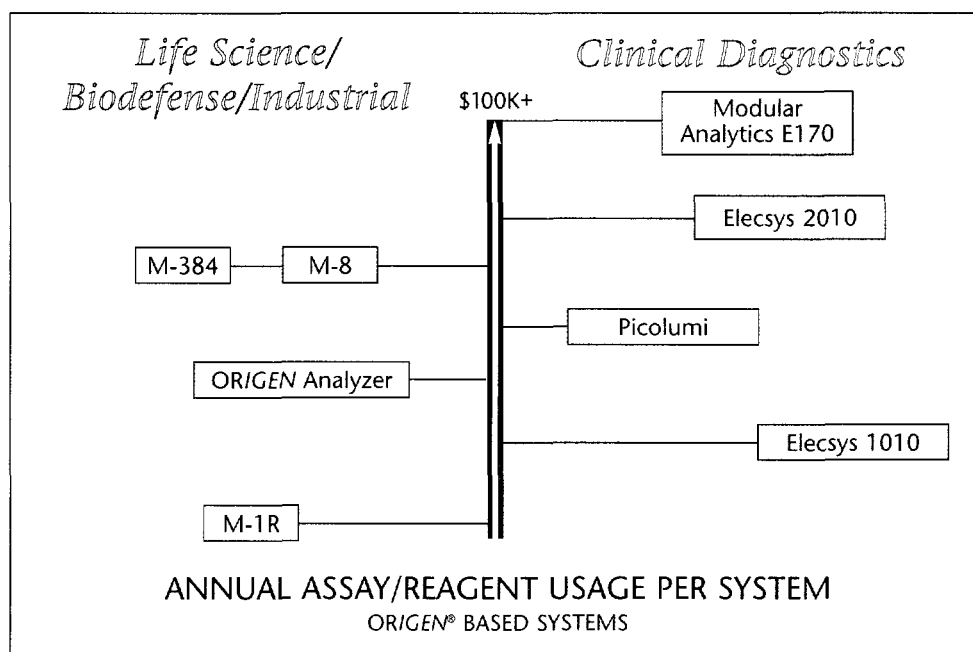 Life Science/
Biodefense/Industrial
Clinical Diagnostics
$100K+
Modular
Analytics E170
Elecsys 2010
M-384
M-8
Picolumi
ORIGEN Analyzer
Elecsys 1010
M-1R
ANNUAL ASSAY/REAGENT USAGE PER SYSTEM
ORIGEN® BASED SYSTEMS